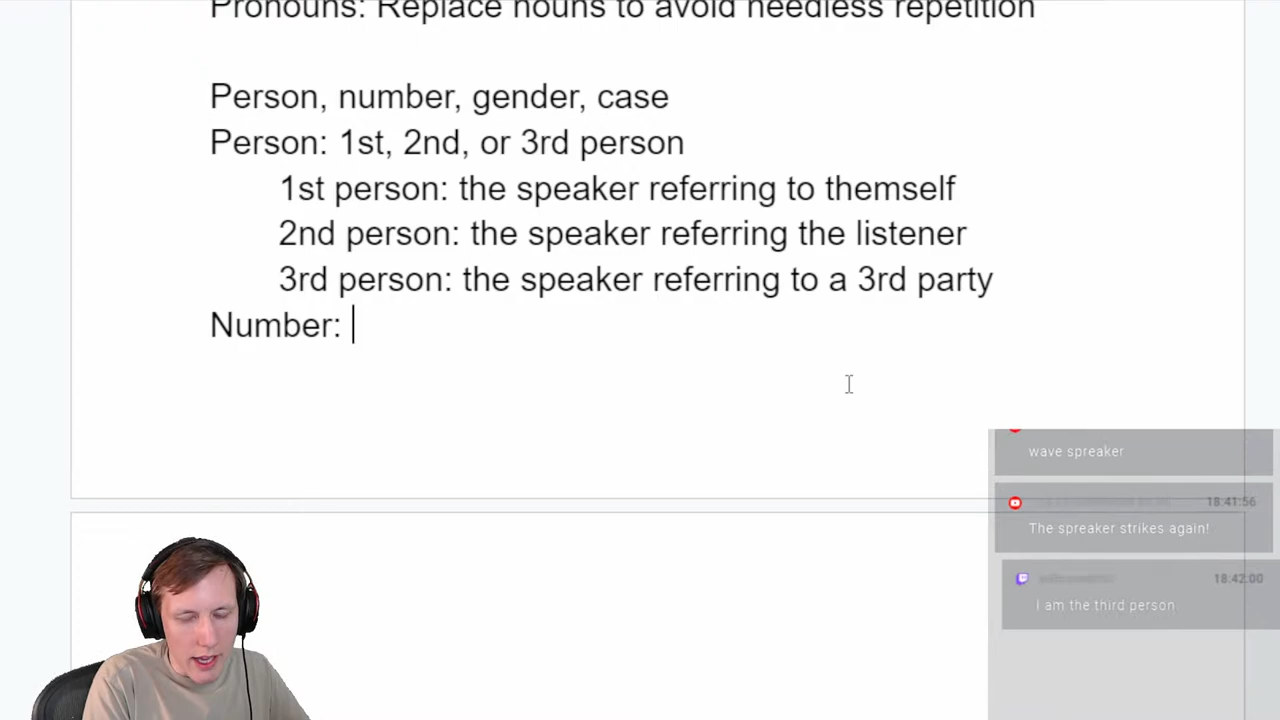 Pronouns: Replace nouns to avoid needless repetition
Person, number, gender, case
Person: 1st, 2nd, or 3rd person
1st person: the speaker referring to themself
2nd person: the speaker referring the listener
3rd person: the speaker referring to a 3rd party
Number:
wave spreaker
18:41:56
The spreaker strikes again!
18:42:00
I am the third person